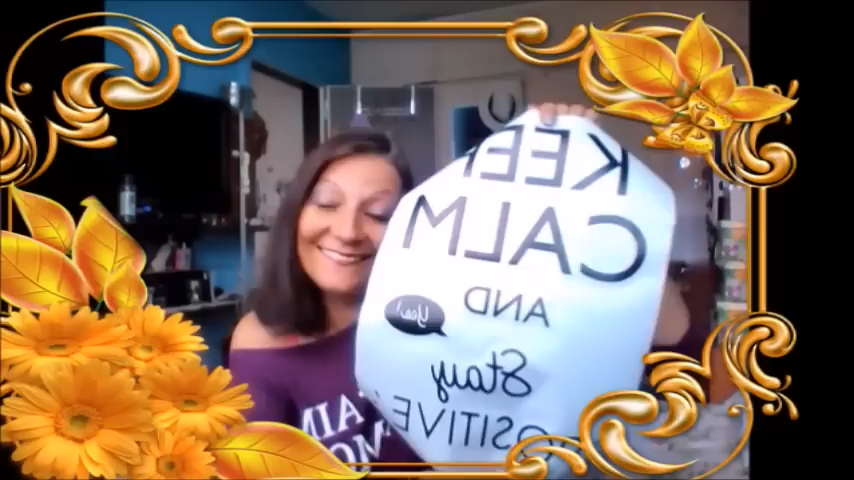 KEEP
CALM
AND
Yes!
Stay
POSITIVE